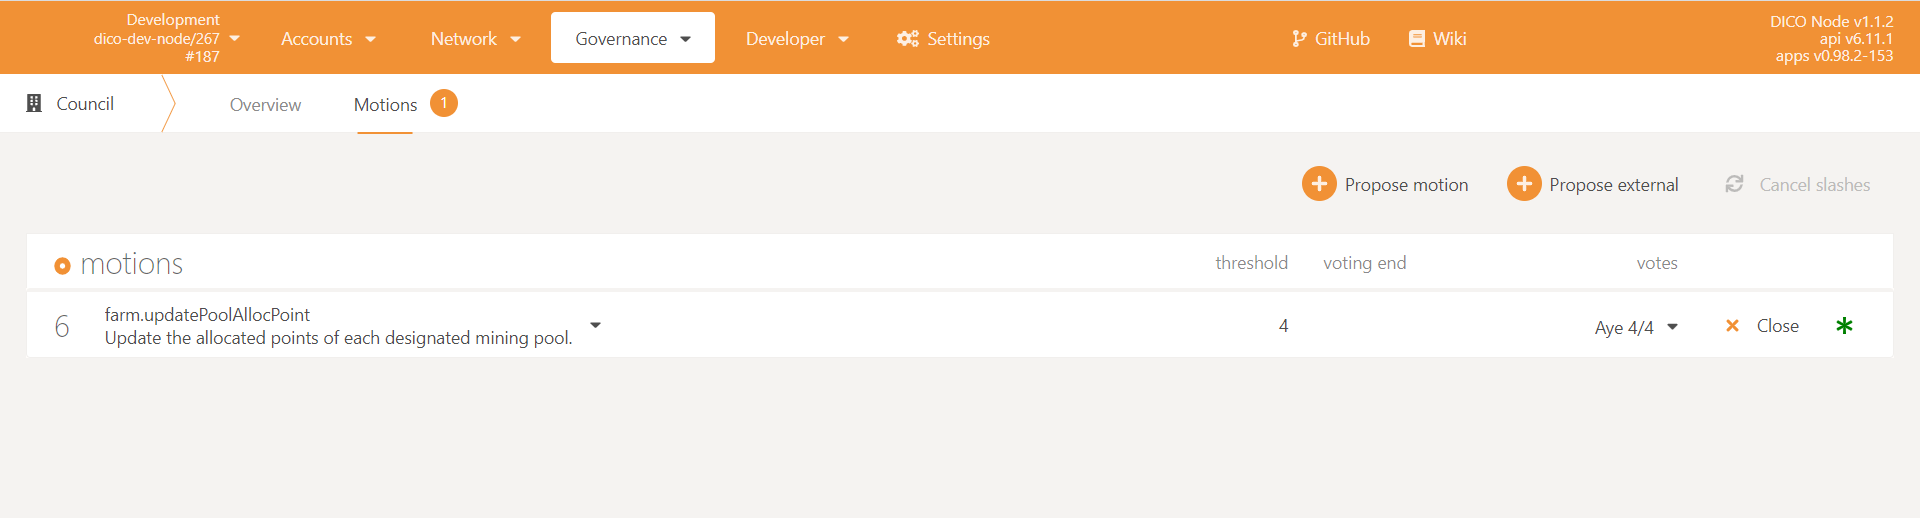 Development
dico-dev-node/267
#187
Accounts
Network
Governance
Developer
Settings
GitHub
Wiki
DICO Node v1.1.2
api v6.11.1
apps v0.98.2-153
Council
Overview
Motions
1
Propose motion
Propose external
Cancel slashes
motions
threshold
voting end
votes
6
farm.updatePoolAllocPoint
Update the allocated points of each designated mining pool.
4
Aye 4/4
Close